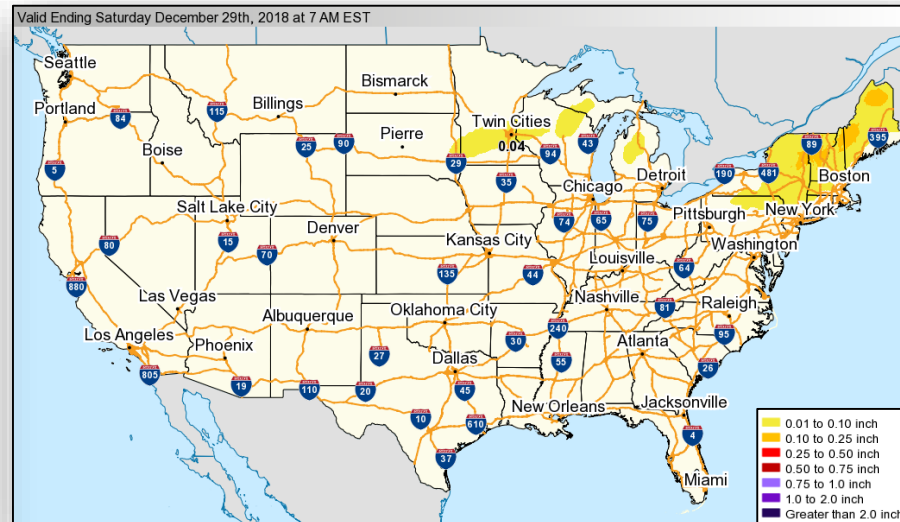 Valid Ending Saturday December 29th, 2018 at 7 AM EST
Seattle
Bismarck
Portland
84
115
Billings
Twin Cities
0.04
Pierre
25
90
94
43
89
395
Boise
5
29
35
190
481
Boston
Detroit
Chicago
Salt Lake City
74
65
75
Pittsburgh
New York
Denver
80
15
70
Kansas City
Washington
Louisville
880
135
44
64
Las Vegas
Albuquerque
Oklahoma City
Nashville
81
Raleigh
Los Angeles
Phoenix
240
30
95
27
Dallas
55
Atlanta
805
19
110
20
45
26
10
610
New Orleans
Jacksonville
4
37
Miami
0.01 to 0.10 inch
0.10 to 0.25 inch
0.25 to 0.50 inch
0.50 to 0.75 inch
0.75 to 1.0 inch
1.0 to 2.0 inch
Greater than 2.0 inch